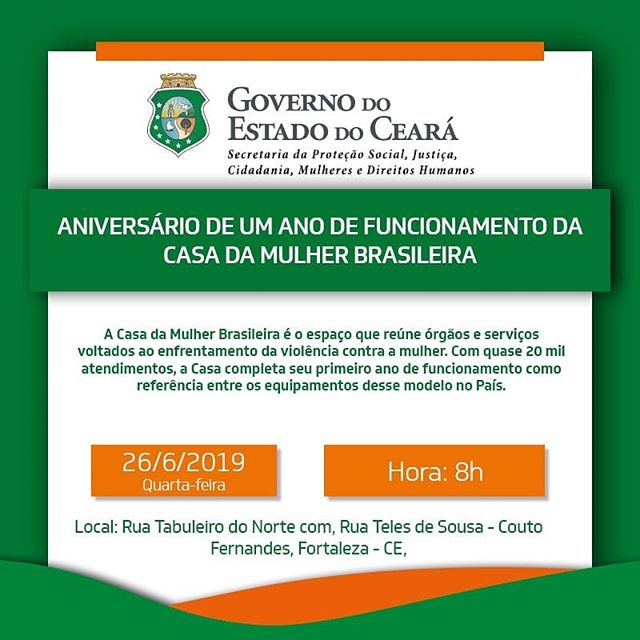 GOVERNO DO
ESTADO DO CEARÁ
Secretaria da Proteção Social, Justiça,
Cidadania, Mulheres e Direitos Humanos
ANIVERSÁRIO DE UM ANO DE FUNCIONAMENTO DA
CASA DA MULHER BRASILEIRA
A Casa da Mulher Brasileira é o espaço que reúne órgãos e serviços
voltados ao enfrentamento da violência contra a mulher. Com quase 20 mil
atendimentos, a Casa completa seu primeiro ano de funcionamento como
referência entre os equipamentos desse modelo no País.
26/6/2019
Quarta-feira
Hora: 8h
Local: Rua Tabuleiro do Norte com, Rua Teles de Sousa - Couto
Fernandes, Fortaleza - CE,